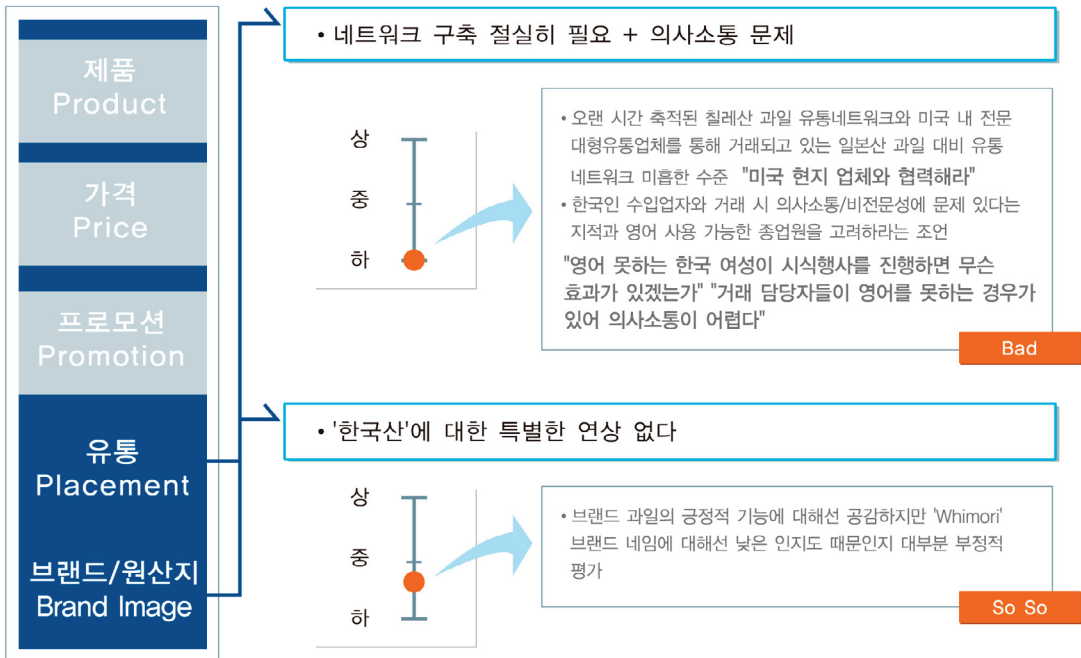 제품
Product
가격
Price
프로모션
Promotion
유통
Placement
브랜드/원산지
Brand Image
• 네트워크 구축 절실히 필요 + 의사소통 문제
상
중
하
• 오랜 시간 축적된 칠레산 과일 유통네트워크와 미국 내 전문
대형유통업체를 통해 거래되고 있는 일본산 과일 대비 유통
네트워크 미흡한 수준 "미국 현지 업체와 협력해라"
• 한국인 수입업자와 거래 시 의사소통/비전문성에 문제 있다는
지적과 영어 사용 가능한 종업원을 고려하라는 조언
"영어 못하는 한국 여성이 시식행사를 진행하면 무슨
효과가 있겠는가" "거래 담당자들이 영어를 못하는 경우가
있어 의사소통이 어렵다"
Bad
• '한국산'에 대한 특별한 연상 없다
상
중
하
• 브랜드 과일의 긍정적 기능에 대해선 공감하지만 'Whimori'
브랜드 네임에 대해선 낮은 인지도 때문인지 대부분 부정적
평가
So So